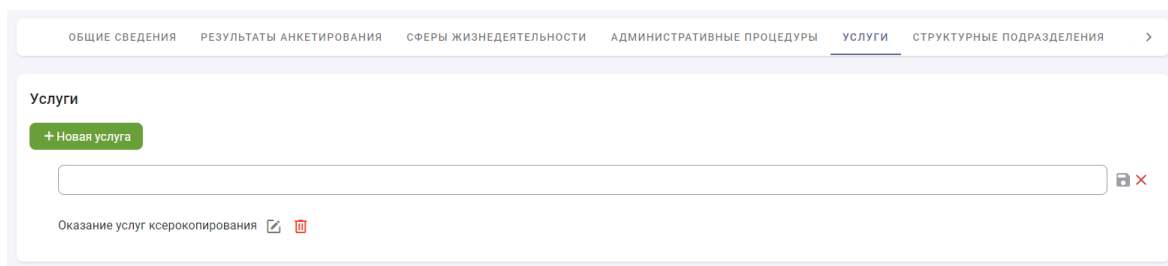 ОБЩИЕ СВЕДЕНИЯ РЕЗУЛЬТАТЫ АНКЕТИРОВАНИЯ СФЕРЫ ЖИЗНЕДЕЯТЕЛЬНОСТИ АДМИНИСТРАТИВНЫЕ ПРОЦЕДУРЫ УСЛУГИ СТРУКТУРНЫЕ ПОДРАЗДЕЛЕНИЯ
Услуги
+ Новая услуга
Оказание услуг ксерокопирования